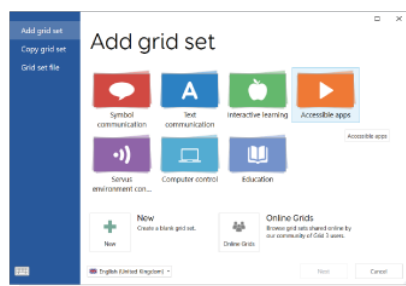 Add grid set
Copy grid set
Grid set file
Add grid set
A
Symbol
communication
Text
communication
Interactive learning
Accessible apps
Accessible apps
Servus
environment con...
Computer control
Education
New
Create a blank grid set.
New
Online Grids
Browse grid sets shared online by
our community of Grid 3 users.
Online Grids
English (United Kingdom)
Next
Cancel